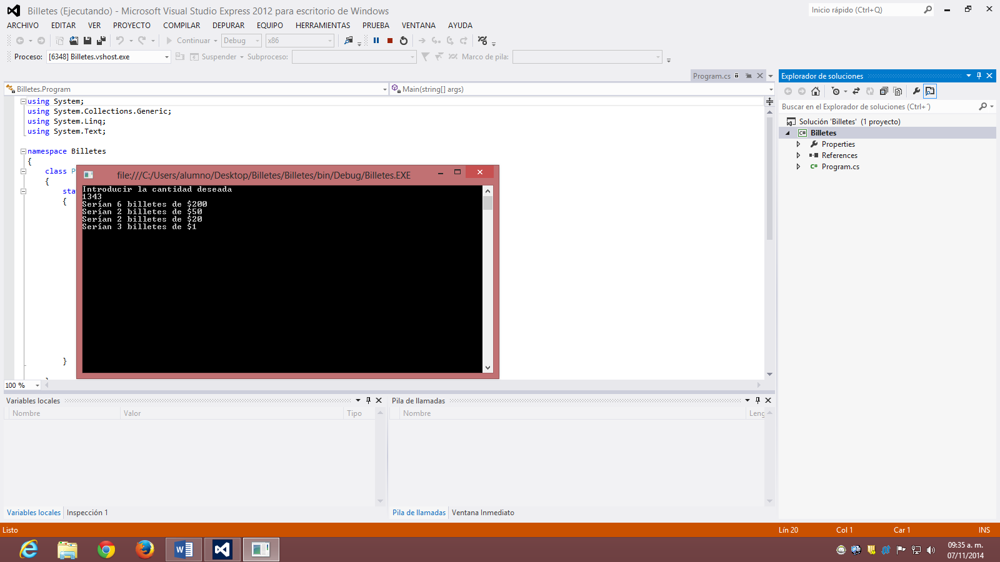 Billetes (Ejecutando) - Microsoft Visual Studio Express 2012 para escritorio de Windows
Inicio rápido (Ctrl+Q)
ARCHIVO EDITAR VER PROYECTO COMPILAR DEPURAR EQUIPO HERRAMIENTAS PRUEBA VENTANA AYUDA
Continuar Debug x86
Proceso: [6348] Billetes.vshost.exe Suspender Subproceso: Marco de pila:
Program.cs
Billetes.Program Main(string[] args)
using System;
using System.Collections.Generic;
using System.Linq;
using System.Text;
namespace Billetes
{
class P
{
sta
{
}
file:///C:/Users/alumno/Desktop/Billetes/Billetes/bin/Debug/Billetes.EXE
Introducir la cantidad deseada
1343
Serían 6 billetes de $200
Serían 2 billetes de $50
Serían 2 billetes de $20
Serían 3 billetes de $1
100 %
Explorador de soluciones
Buscar en el Explorador de soluciones (Ctrl+´)
Solución 'Billetes' (1 proyecto)
C# Billetes
Properties
References
C# Program.cs
Variables locales
Nombre Valor Tipo
Variables locales Inspección 1
Pila de llamadas
Nombre Leng
Pila de llamadas Ventana Inmediato
Listo Lín 20 Col 1 Car 1 INS
09:35 a. m.
07/11/2014